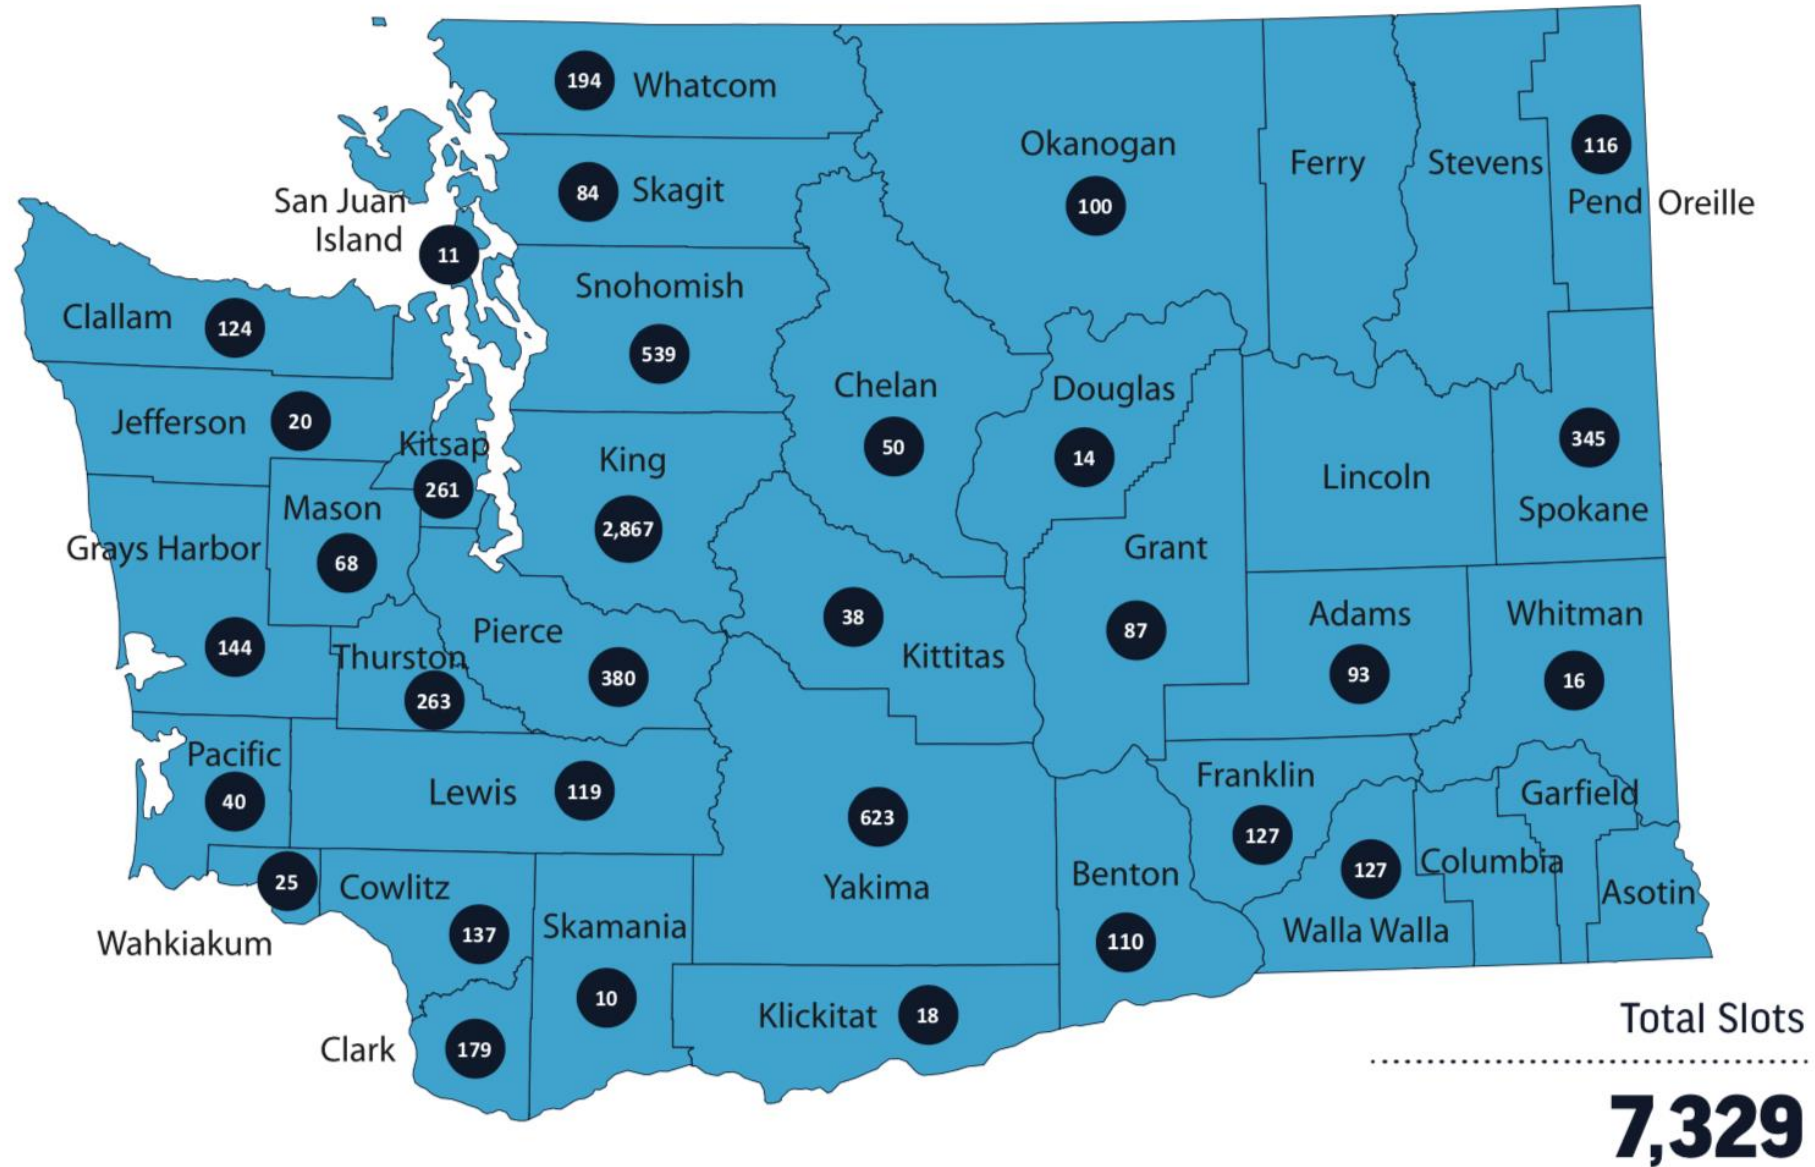 194 Whatcom
84 Skagit
San Juan
Island
11
Okanogan
100
Ferry
Stevens
116
Pend Oreille
Clallam 124
Snohomish
539
Jefferson 20
Kitsap
261
King
2,867
Chelan
50
Douglas
14
Lincoln
345
Spokane
Mason
68
Grays Harbor
144
Grant
87
Adams
93
Whitman
16
38
Kittitas
Pierce
380
Thurston
263
Pacific
40
Lewis 119
623
Yakima
Franklin
127
Garfield
127
Walla Walla
Columbia
Asotin
Benton
110
25
Wahkiakum
Cowlitz
137
Skamania
10
Klickitat 18
Clark 179
Total Slots
7,329